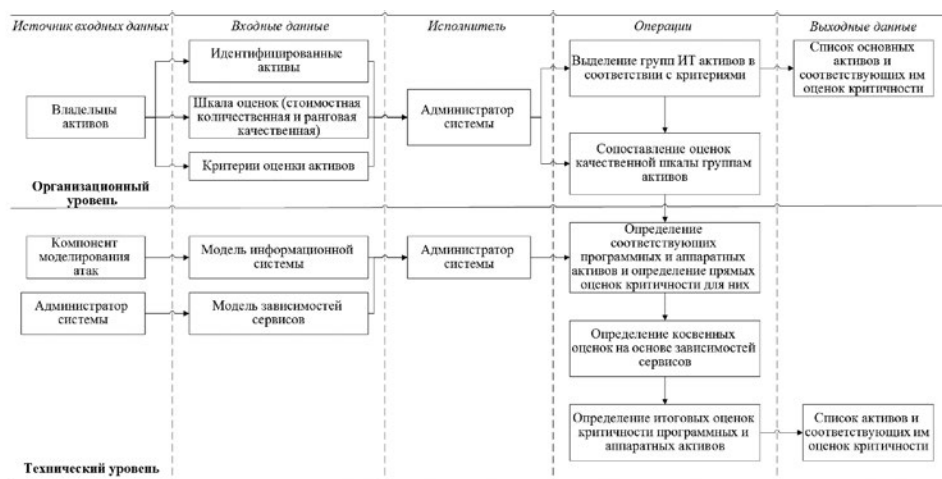 Источник входных данных
Входные данные
Исполнитель
Операции
Выходные данные
Владельцы
активов
Идентифицированные
активы
Шкала оценок (стоимостная
количественная и ранговая
качественная)
Критерии оценки активов
Администратор
системы
Выделение групп ИТ активов в
соответствии с критериями
Список основных
активов и
соответствующих им
оценок критичности
Сопоставление оценок
качественной шкалы группам
активов
Организационный
уровень
Компонент
моделирования
атак
Модель информационной
системы
Администратор
системы
Определение
соответствующих
программных и аппаратных
активов и определение прямых
оценок критичности для них
Администратор
системы
Модель зависимостей
сервисов
Определение косвенных
оценок на основе зависимостей
сервисов
Определение итоговых оценок
критичности программных и
аппаратных активов
Список активов и
соответствующих им
оценок критичности
Технический уровень